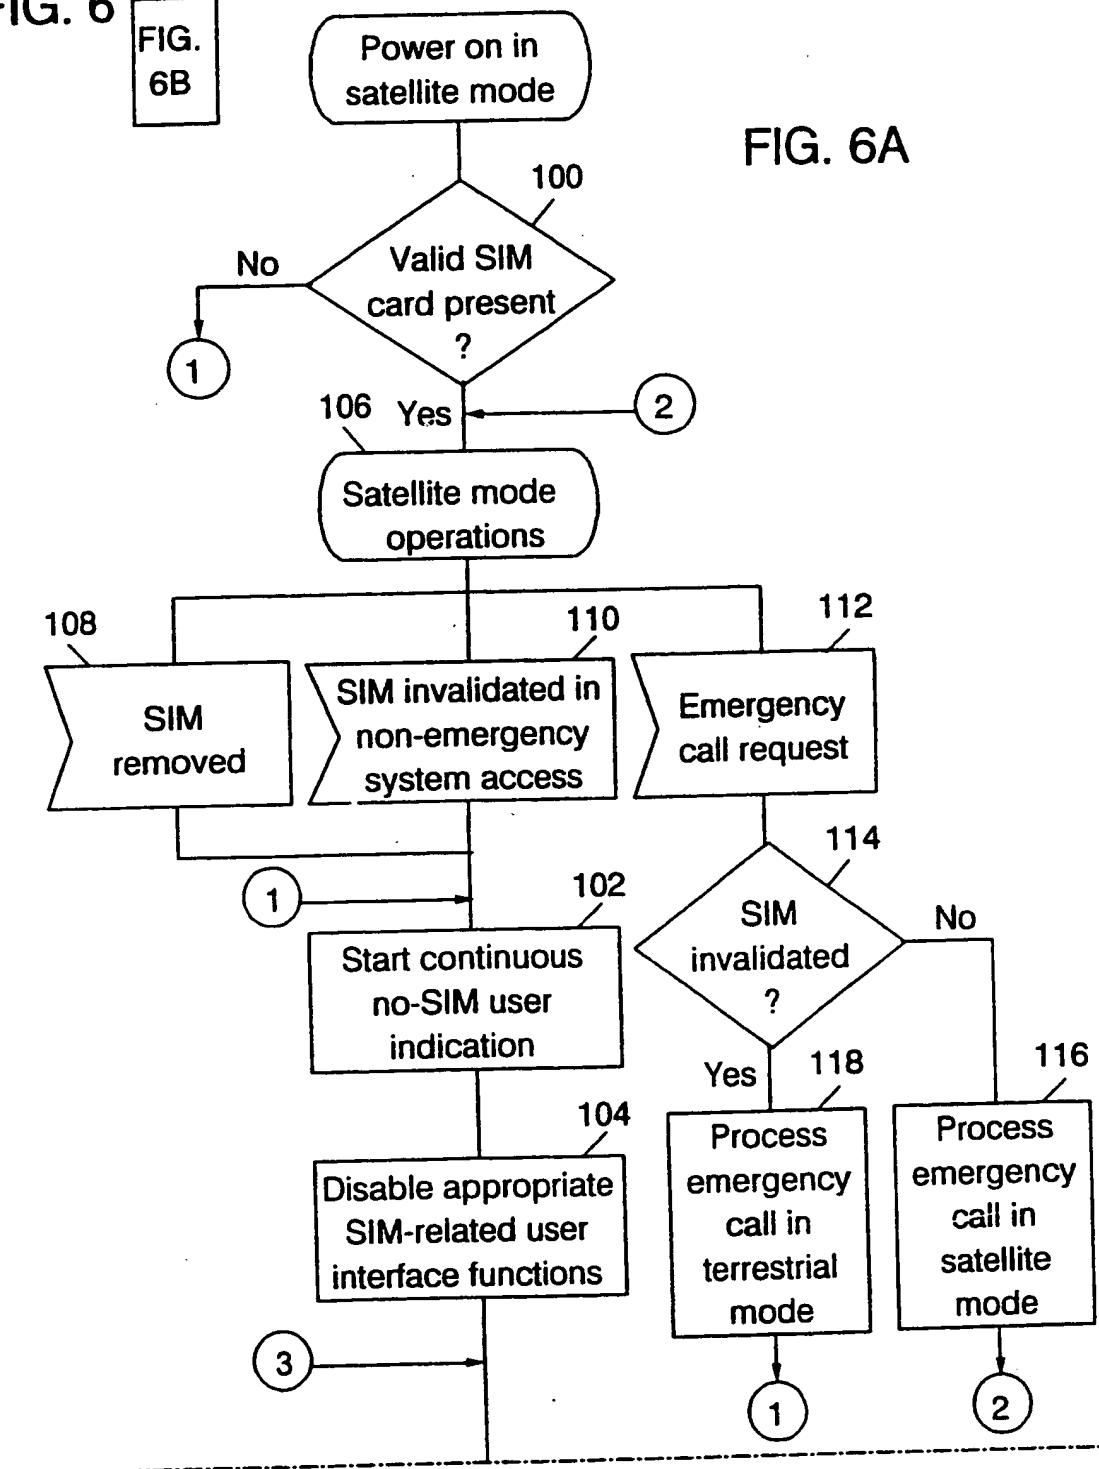 FIG. 6
FIG.
6B
Power on in
satellite mode
FIG. 6A
100
Valid SIM
card present
?
No
1
Yes
2
106
Satellite mode
operations
108
SIM
removed
110
SIM invalidated in
non-emergency
system access
112
Emergency
call request
1
102
Start continuous
no-SIM user
indication
114
SIM
invalidated
?
No
Yes
104
Disable appropriate
SIM-related user
interface functions
118
Process
emergency
call in
terrestrial
mode
116
Process
emergency
call in
satellite
mode
3
1
2